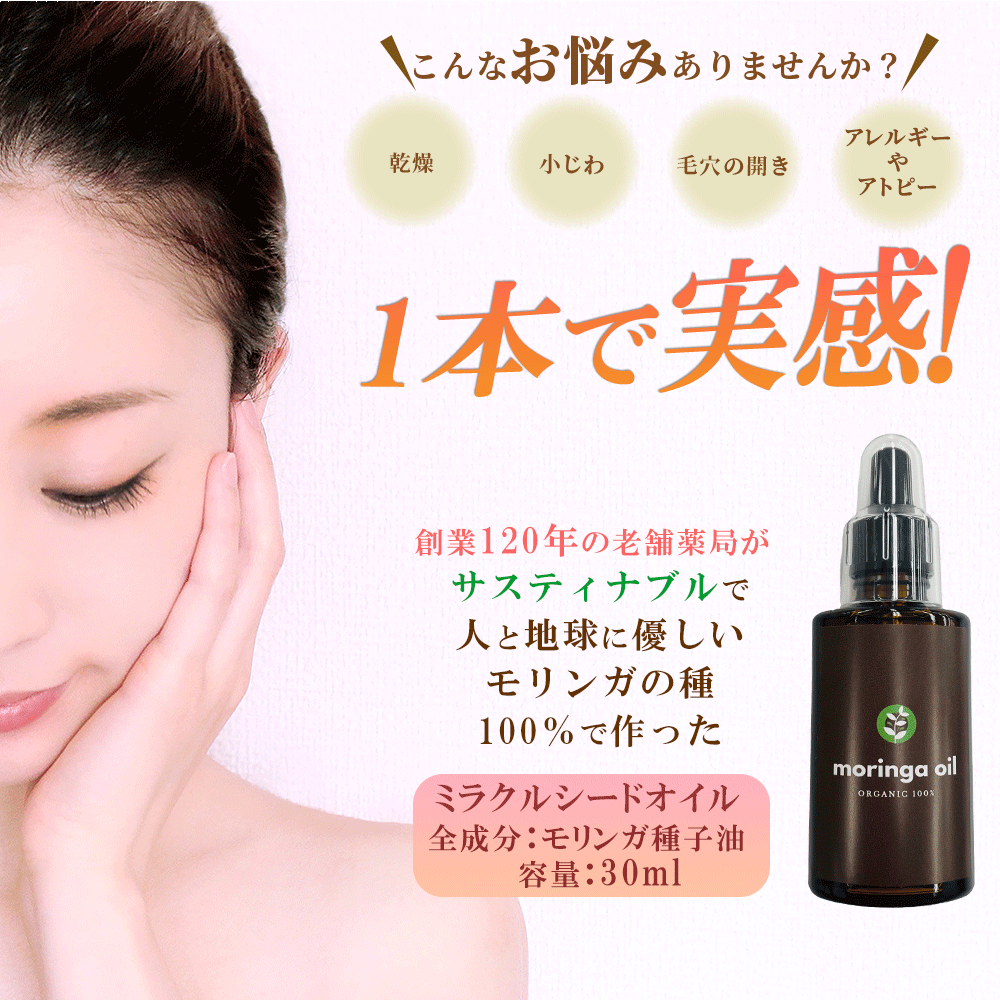 こんなお悩みありませんか?
乾燥
小じわ
毛穴の開き
アレルギー
や
アトピー
1本で実感!
創業120年の老舗薬局が
サスティナブルで
人と地球に優しい
モリンガの種
100%で作った
ミラクルシードオイル
全成分:モリンガ種子油
容量:30ml
moringa oil
ORGANIC 100%